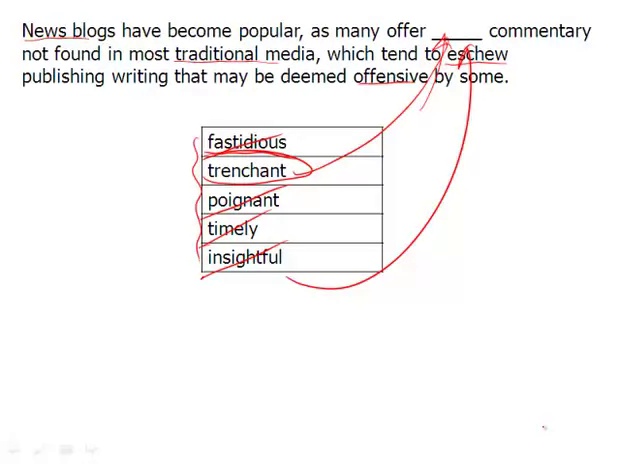 News blogs have become popular, as many offer ______ commentary
not found in most traditional media, which tend to eschew
publishing writing that may be deemed offensive by some.
fastidious
trenchant
poignant
timely
insightful